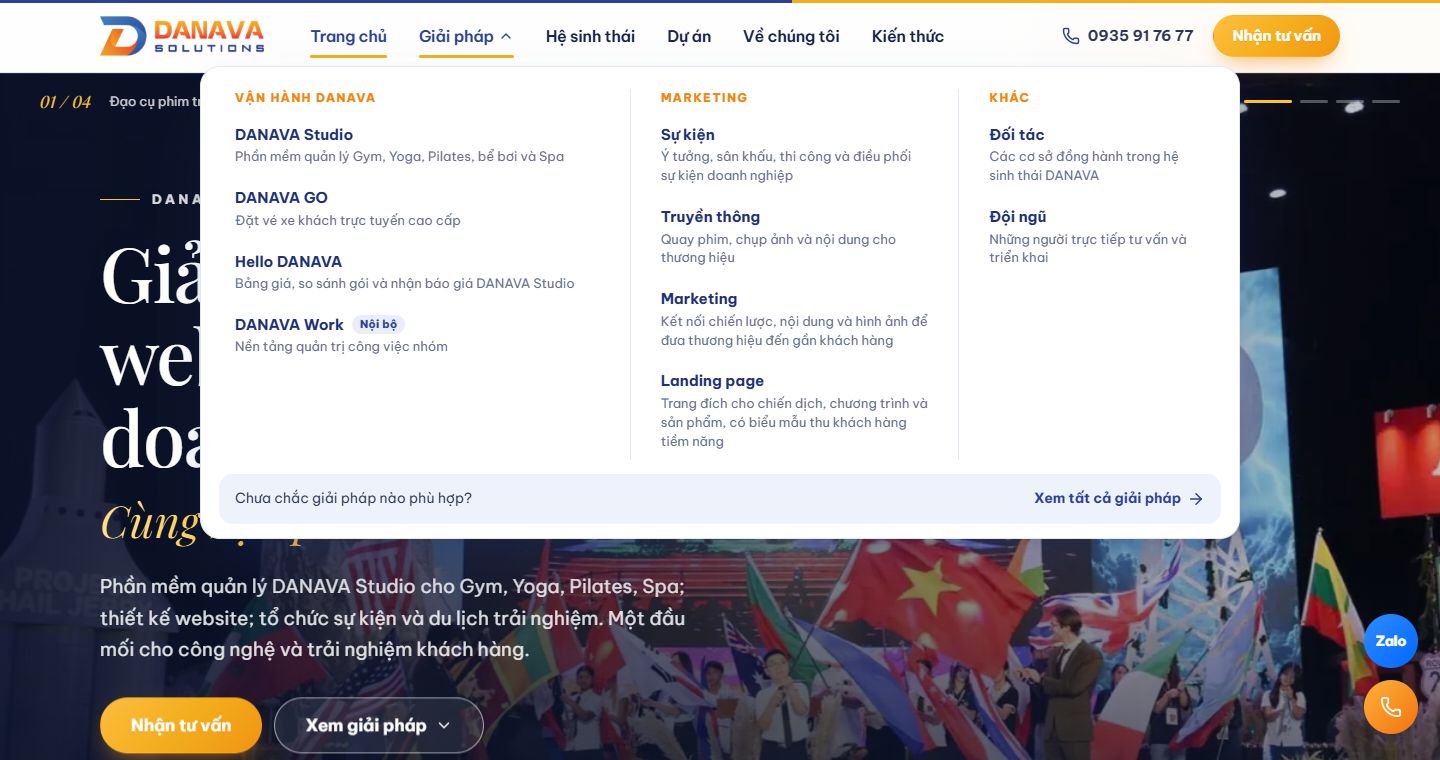 DANAVA
SOLUTIONS
Trang chủ
Giải pháp
Hệ sinh thái
Dự án
Về chúng tôi
Kiến thức
0935 91 76 77
Nhận tư vấn
01 / 04
Đạo cụ phim
VẬN HÀNH DANAVA
DANAVA Studio
Phần mềm quản lý Gym, Yoga, Pilates, bể bơi và Spa
DANAVA GO
Đặt vé xe khách trực tuyến cao cấp
Hello DANAVA
Bảng giá, so sánh gói và nhận báo giá DANAVA Studio
DANAVA Work Nội bộ
Nền tảng quản trị công việc nhóm
MARKETING
Sự kiện
Ý tưởng, sân khấu, thi công và điều phối
sự kiện doanh nghiệp
Truyền thông
Quay phim, chụp ảnh và nội dung cho
thương hiệu
Marketing
Kết nối chiến lược, nội dung và hình ảnh để
đưa thương hiệu đến gần khách hàng
Landing page
Trang đích cho chiến dịch, chương trình và
sản phẩm, có biểu mẫu thu khách hàng
tiềm năng
KHÁC
Đối tác
Các cơ sở đồng hành trong hệ
sinh thái DANAVA
Đội ngũ
Những người trực tiếp tư vấn và
triển khai
Chưa chắc giải pháp nào phù hợp?
Xem tất cả giải pháp
Cùng
Phần mềm quản lý DANAVA Studio cho Gym, Yoga, Pilates, Spa;
thiết kế website; tổ chức sự kiện và du lịch trải nghiệm. Một đầu
mối cho công nghệ và trải nghiệm khách hàng.
Nhận tư vấn
Xem giải pháp
Zalo